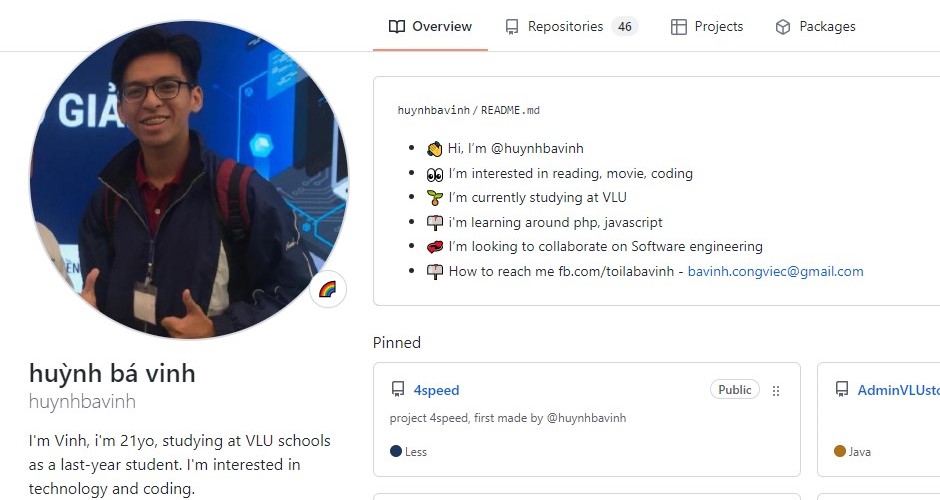 Overview
Repositories 46
Projects
Packages
GIẢ
huynhbavinh / README.md
👋 Hi, I'm @huynhbavinh
👀 I'm interested in reading, movie, coding
🌱 I'm currently studying at VLU
📫 i'm learning around php, javascript
💞️ I'm looking to collaborate on Software engineering
📫 How to reach me fb.com/toilabavinh - bavinh.congviec@gmail.com
huỳnh bá vinh
huynhbavinh
I'm Vinh, i'm 21yo, studying at VLU schools
as a last-year student. I'm interested in
technology and coding.
Pinned
4speed
Public
project 4speed, first made by @huynhbavinh
Less
AdminVLUsto
Java